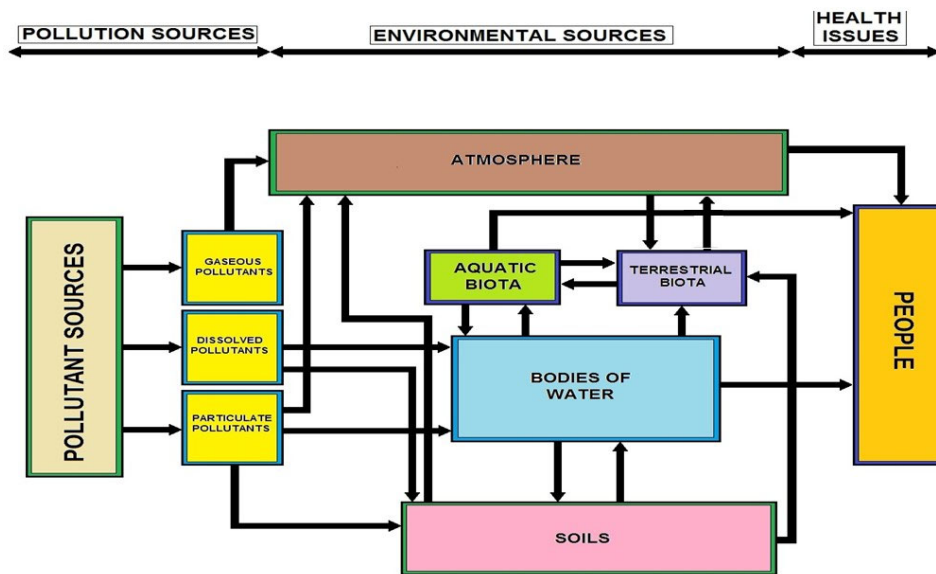 POLLUTION SOURCES
ENVIRONMENTAL SOURCES
HEALTH
ISSUES
ATMOSPHERE
POLLUTANT SOURCES
GASEOUS
POLLUTANTS
DISSOLVED
POLLUTANTS
PARTICULATE
POLLUTANTS
AQUATIC
BIOTA
TERRESTRIAL
BIOTA
BODIES OF
WATER
SOILS
PEOPLE